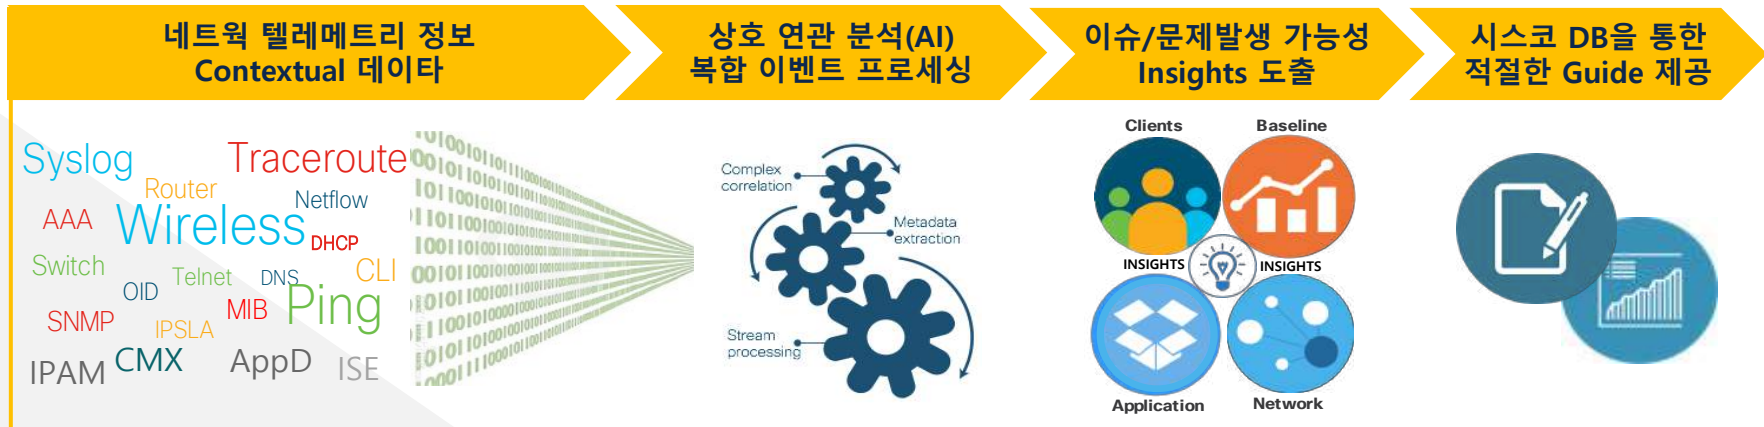 네트웍 텔레메트리 정보
Contextual 데이타
상호 연관 분석(AI)
복합 이벤트 프로세싱
이슈/문제발생 가능성
Insights 도출
시스코 DB을 통한
적절한 Guide 제공
Syslog
Traceroute
Router
Netflow
AAA
Wireless
DHCP
Switch
Telnet
DNS
CLI
OID
MIB
Ping
SNMP
IPSLA
IPAM
CMX
AppD
ISE
Complex
correlation
Metadata
extraction
Stream
processing
Clients
Baseline
INSIGHTS
INSIGHTS
Application
Network